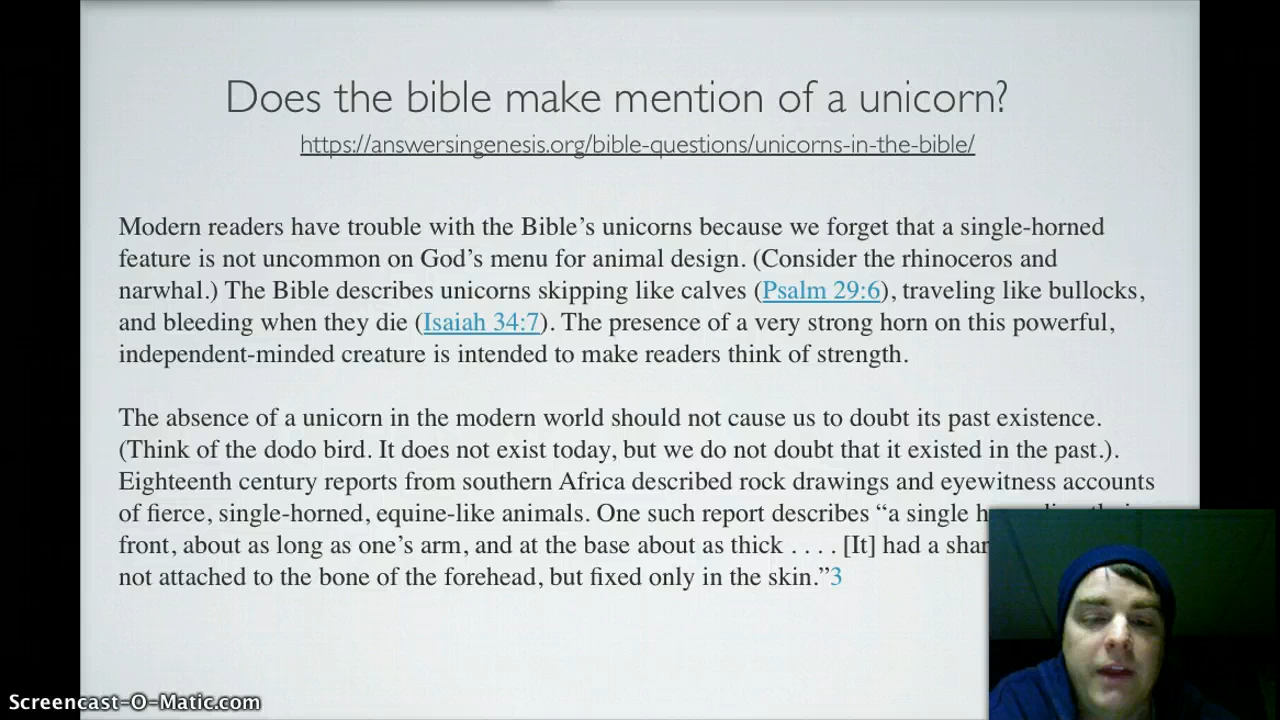 Does the bible make mention of a unicorn?
https://answersingenesis.org/bible-questions/unicorns-in-the-bible/
Modern readers have trouble with the Bible’s unicorns because we forget that a single-horned
feature is not uncommon on God’s menu for animal design. (Consider the rhinoceros and
narwhal.) The Bible describes unicorns skipping like calves (Psalm 29:6), traveling like bullocks,
and bleeding when they die (Isaiah 34:7). The presence of a very strong horn on this powerful,
independent-minded creature is intended to make readers think of strength.
The absence of a unicorn in the modern world should not cause us to doubt its past existence.
(Think of the dodo bird. It does not exist today, but we do not doubt that it existed in the past.).
Eighteenth century reports from southern Africa described rock drawings and eyewitness accounts
of fierce, single-horned, equine-like animals. One such report describes “a single
front, about as long as one’s arm, and at the base about as thick . . . . [It] had a
not attached to the bone of the forehead, but fixed only in the skin.”3
Screencast-O-Matic.com